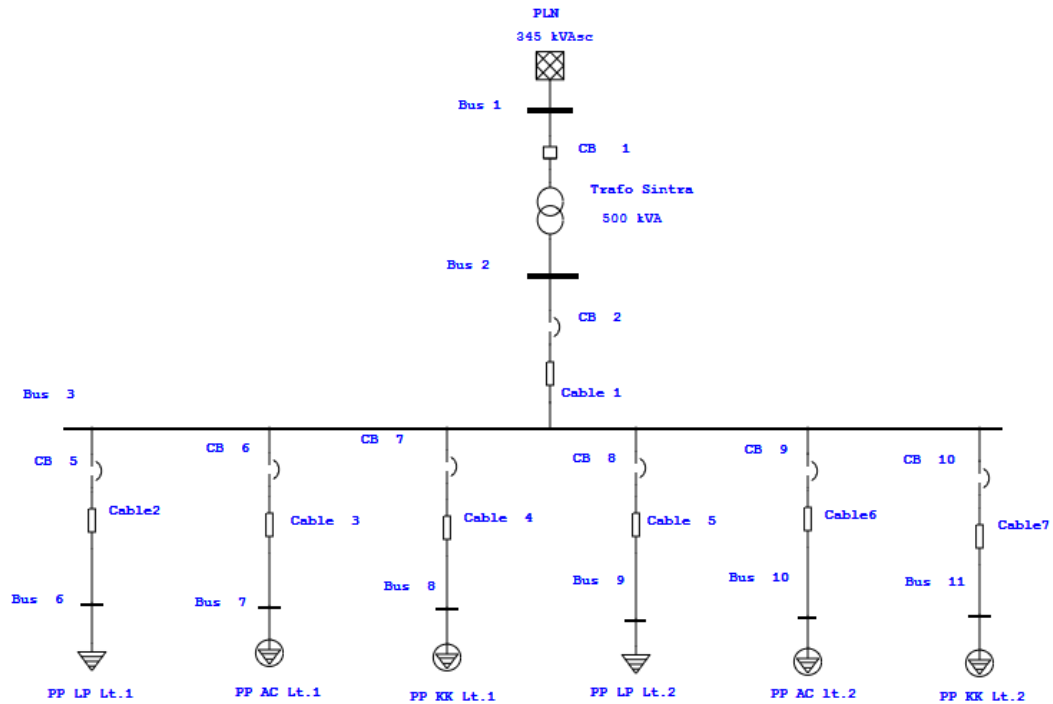 PLN
345 kVAsc
Bus 1
CB 1
Trafo Sintra
500 kVA
Bus 2
CB 2
Cable 1
Bus 3
CB 5
CB 6
CB 7
CB 8
CB 9
CB 10
Cable2
Cable 3
Cable 4
Cable 5
Cable6
Cable7
Bus 6
Bus 7
Bus 8
Bus 9
Bus 10
Bus 11
PP LP Lt.1
PP AC Lt.1
PP KK Lt.1
PP LP Lt.2
PP AC lt.2
PP KK Lt.2